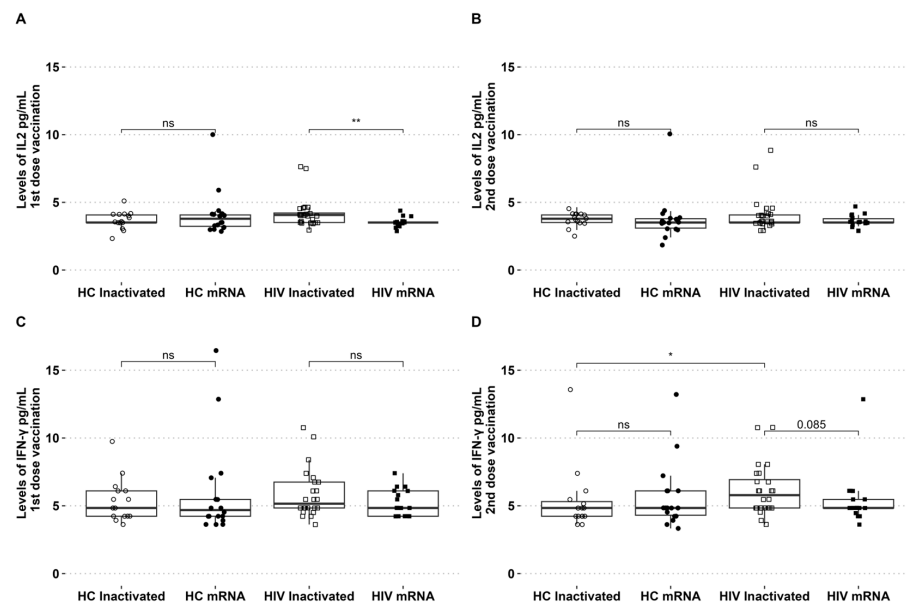 A
Levels of IL2 pg/mL
1st dose vaccination
15
10
5
0
ns
**
HC Inactivated
HC mRNA
HIV Inactivated
HIV mRNA
B
Levels of IL2 pg/mL
2nd dose vaccination
15
10
5
0
ns
ns
HC Inactivated
HC mRNA
HIV Inactivated
HIV mRNA
C
Levels of IFN-γ pg/mL
1st dose vaccination
15
10
5
0
ns
ns
HC Inactivated
HC mRNA
HIV Inactivated
HIV mRNA
D
Levels of IFN-γ pg/mL
2nd dose vaccination
15
10
5
0
*
ns
0.085
HC Inactivated
HC mRNA
HIV Inactivated
HIV mRNA